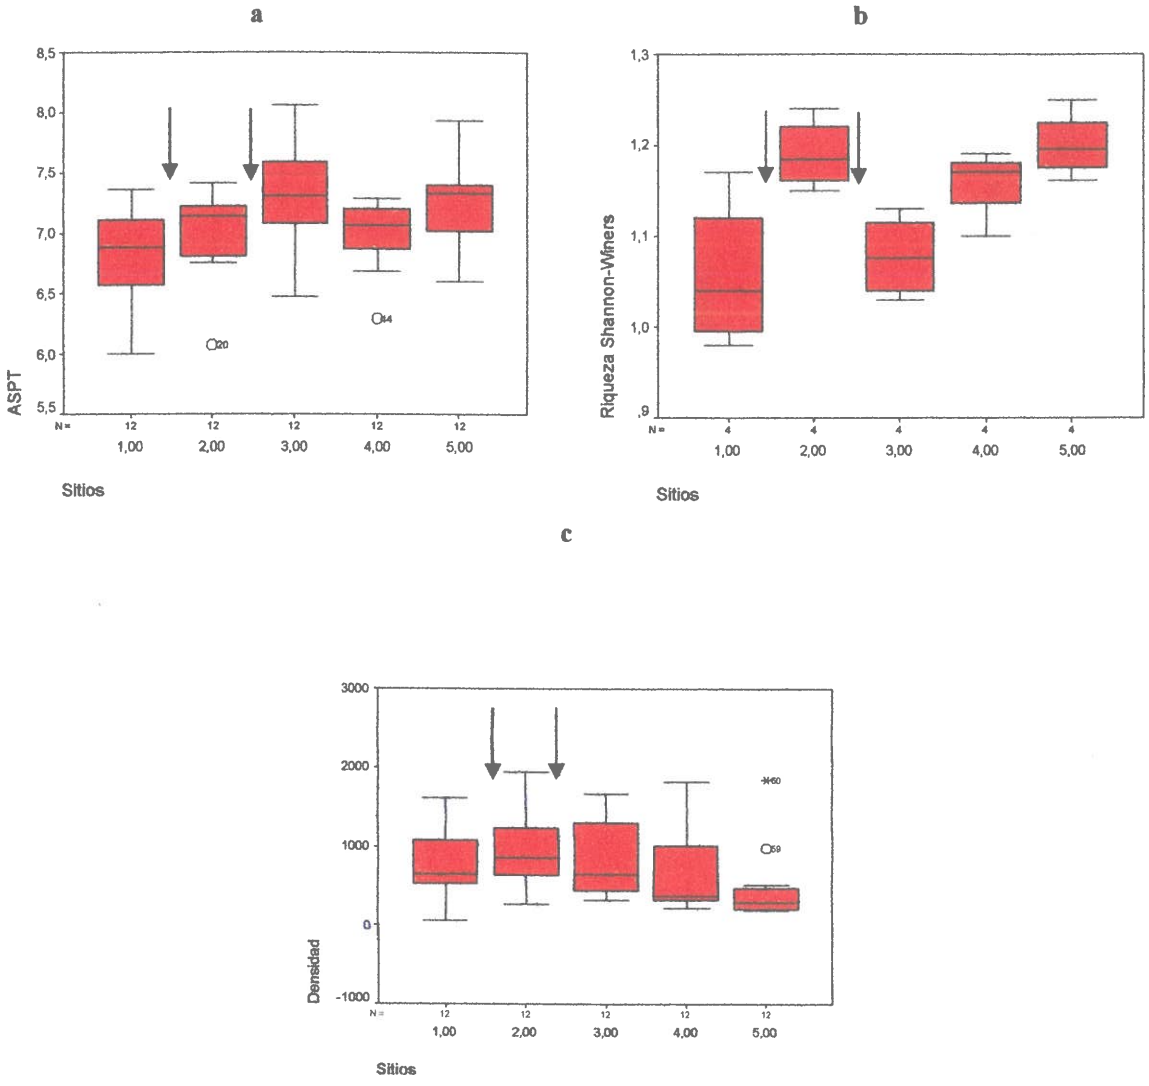 a
8,5
8,0
7,5
7,0
6,5
6,0
5,5
ASPT
20
44
N = 12 12 12 12 12
1,00 2,00 3,00 4,00 5,00
Sitios
b
1,3
1,2
1,1
1,0
,9
Riqueza Shannon-Winers
N = 4 4 4 4 4
1,00 2,00 3,00 4,00 5,00
Sitios
c
3000
2000
1000
0
-1000
Densidad
60
59
N = 12 12 12 12 12
1,00 2,00 3,00 4,00 5,00
Sitios